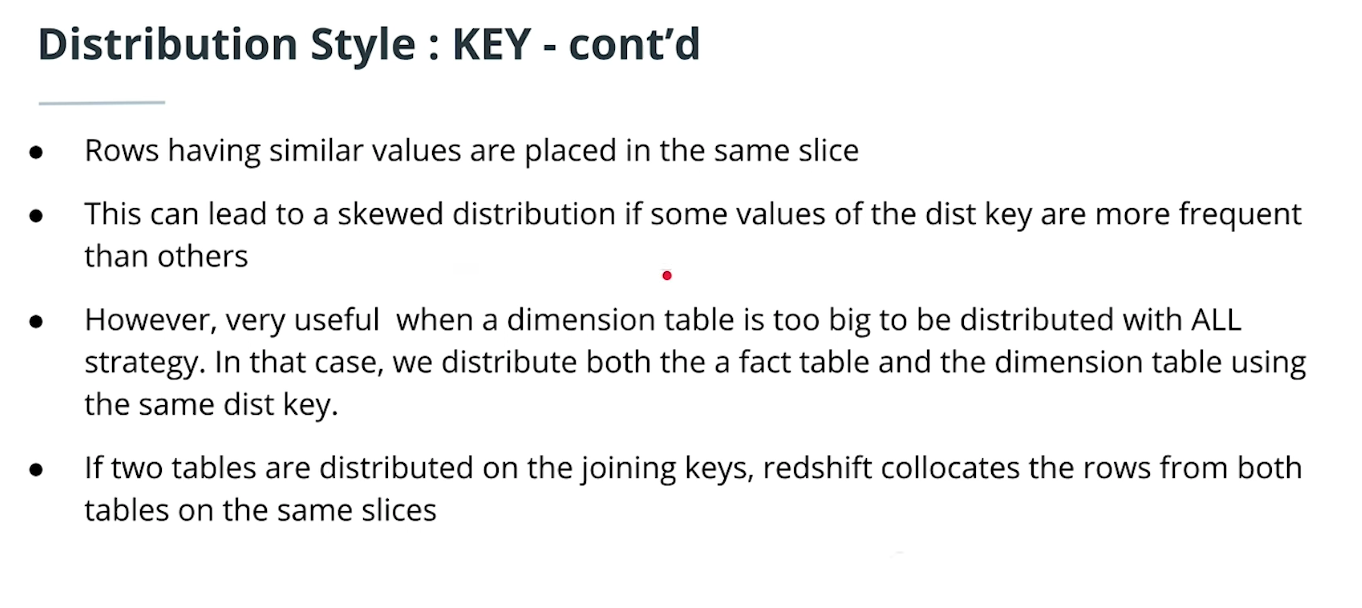 Distribution Style : KEY - cont’d
● Rows having similar values are placed in the same slice
● This can lead to a skewed distribution if some values of the dist key are more frequent
than others
● However, very useful  when a dimension table is too big to be distributed with ALL
strategy. In that case, we distribute both the a fact table and the dimension table using
the same dist key.
● If two tables are distributed on the joining keys, redshift collocates the rows from both
tables on the same slices